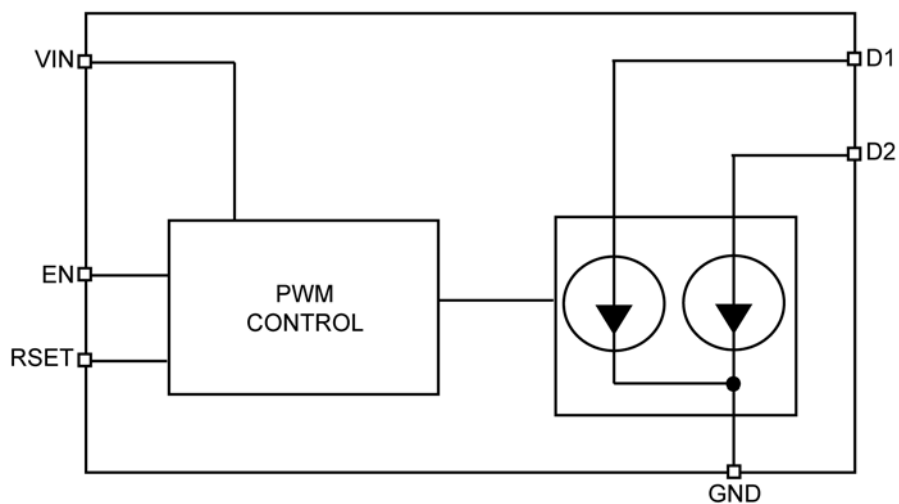 VIN
D1
D2
EN
PWM
CONTROL
RSET
GND